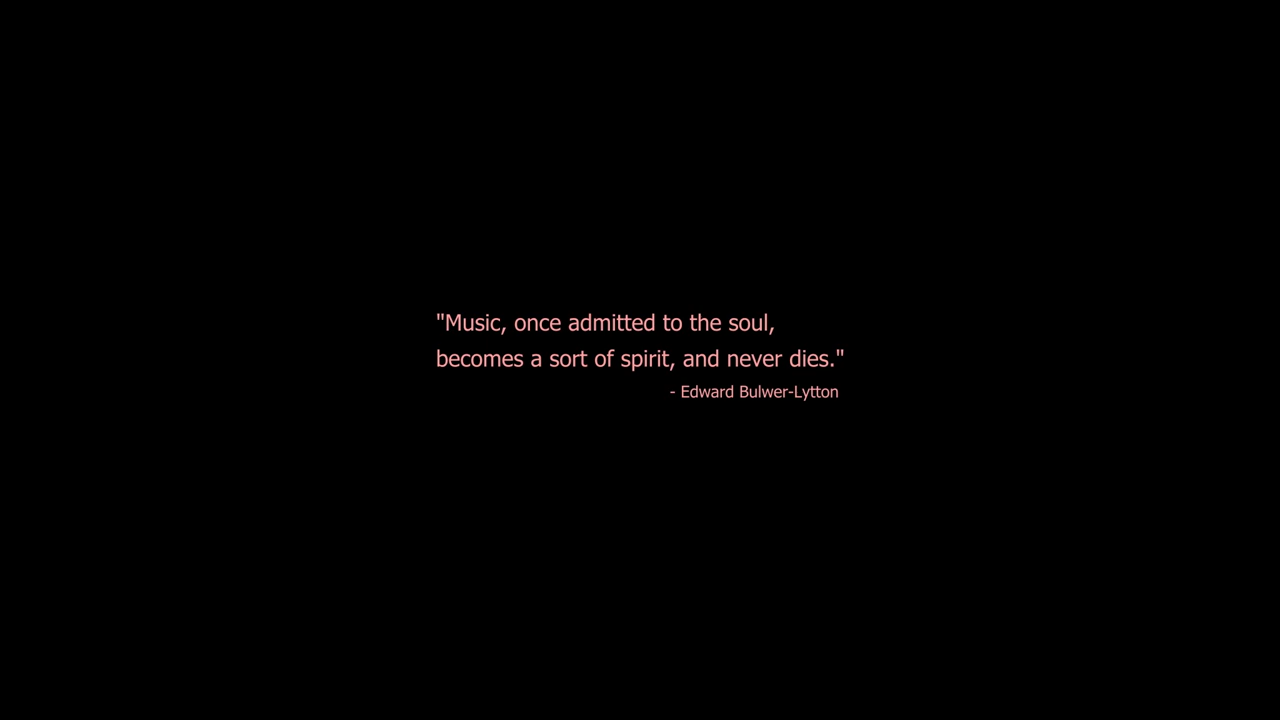 "Music, once admitted to the soul,
becomes a sort of spirit, and never dies."
- Edward Bulwer-Lytton